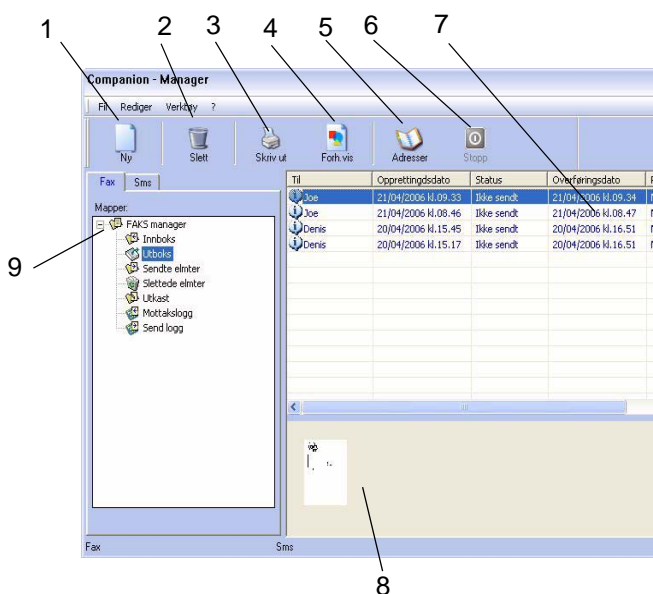 1 2 3 4 5 6 7
Companion - Manager
Fil Rediger Verktøy ?
Ny Slett Skriv ut Forh.vis Adresser Stopp
Fax Sms
Mapper:
FAKS manager
Innboks
Utboks
Sendte elmter
Slettede elmter
Utkast
Mottakslogg
Send logg
9
Til Opprettingdsdato Status Overføringsdato
Joe 21/04/2006 kl.09.33 Ikke sendt 21/04/2006 kl.09.34
Joe 21/04/2006 kl.08.46 Ikke sendt 21/04/2006 kl.08.47
Denis 20/04/2006 kl.15.45 Ikke sendt 20/04/2006 kl.16.51
Denis 20/04/2006 kl.15.17 Ikke sendt 20/04/2006 kl.16.51
Fax Sms
8